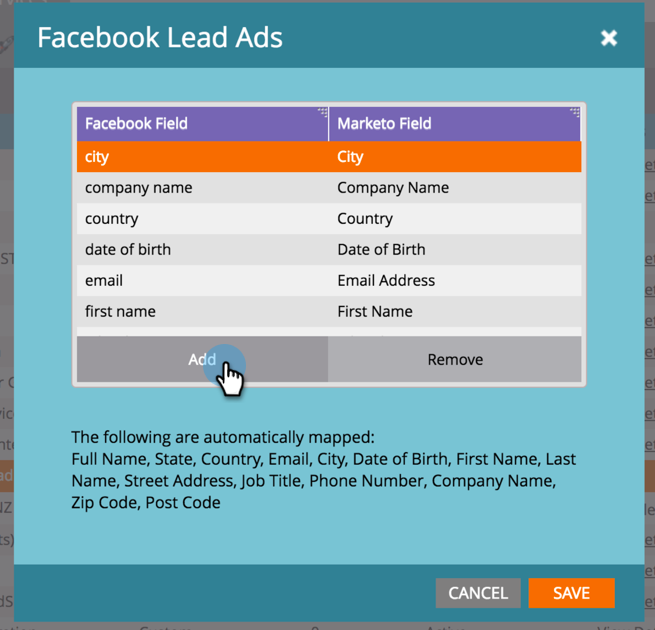 Facebook Lead Ads
Facebook Field Marketo Field
city City
company name Company Name
country Country
date of birth Date of Birth
email Email Address
first name First Name
Add Remove
The following are automatically mapped:
Full Name, State, Country, Email, City, Date of Birth, First Name, Last
Name, Street Address, Job Title, Phone Number, Company Name,
Zip Code, Post Code
CANCEL SAVE